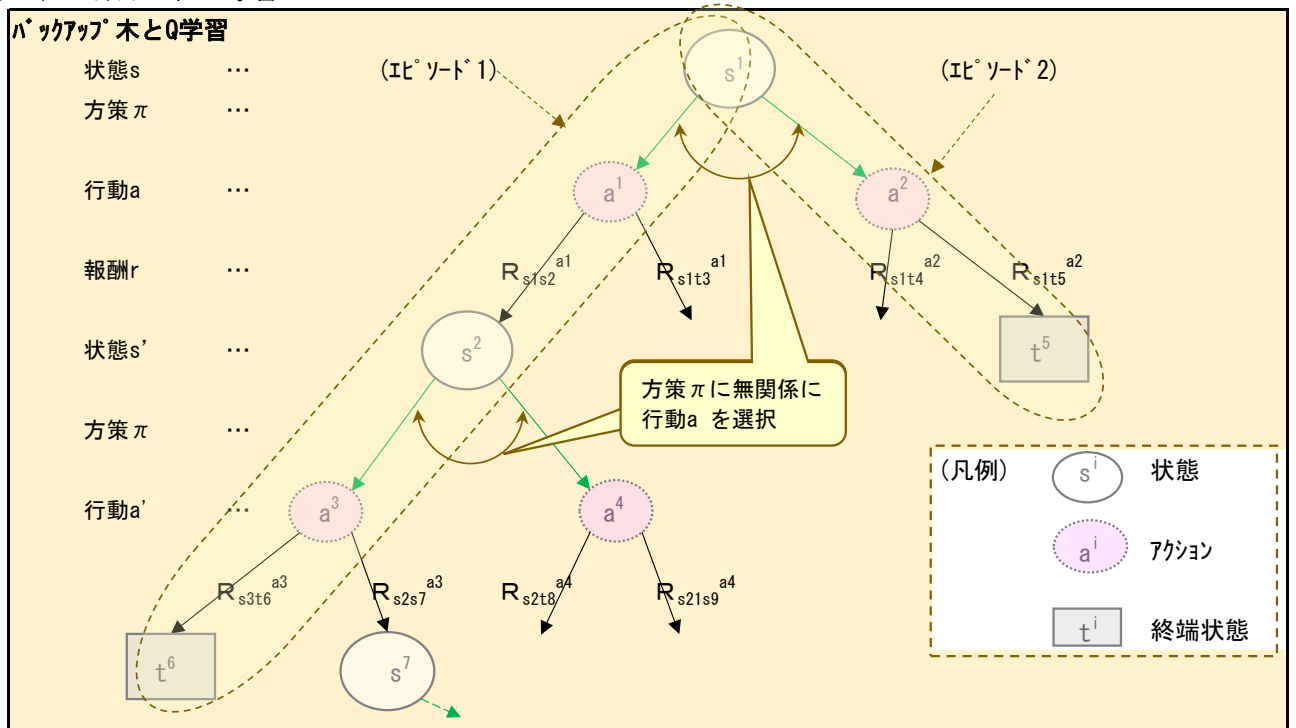 バックアップ木とQ学習
状態s …
(エピソード1)
s1
(エピソード2)
方策π …
行動a …
a1
a2
報酬r …
Rs1s2a1
Rs1t3a1
Rs1t4a2
Rs1t5a2
状態s' …
s2
t5
方策πに無関係に
行動a を選択
方策π …
行動a' …
a3
a4
Rs3t6a3
Rs2s7a3
Rs2t8a4
Rs21s9a4
t6
s7
(凡例)
si 状態
ai アクション
ti 終端状態